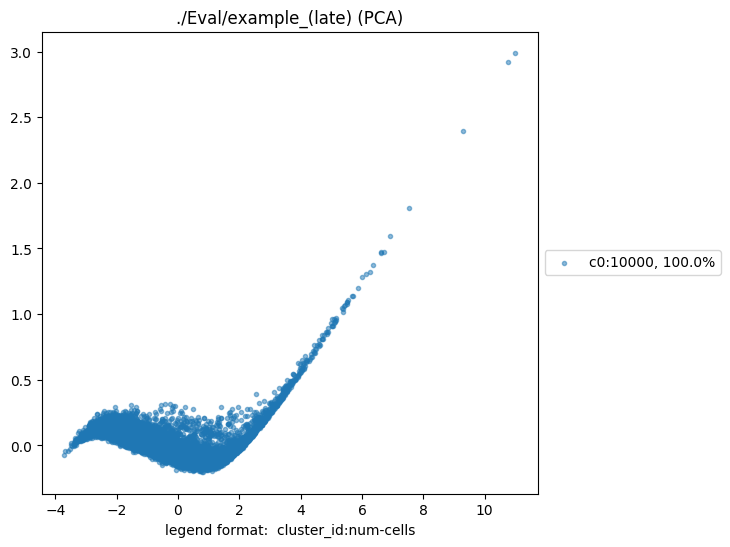 ./Eval/example_(late) (PCA)
3.0
2.5
2.0
1.5
1.0
0.5
0.0
−4 −2 0 2 4 6 8 10
legend format:  cluster_id:num-cells
c0:10000, 100.0%